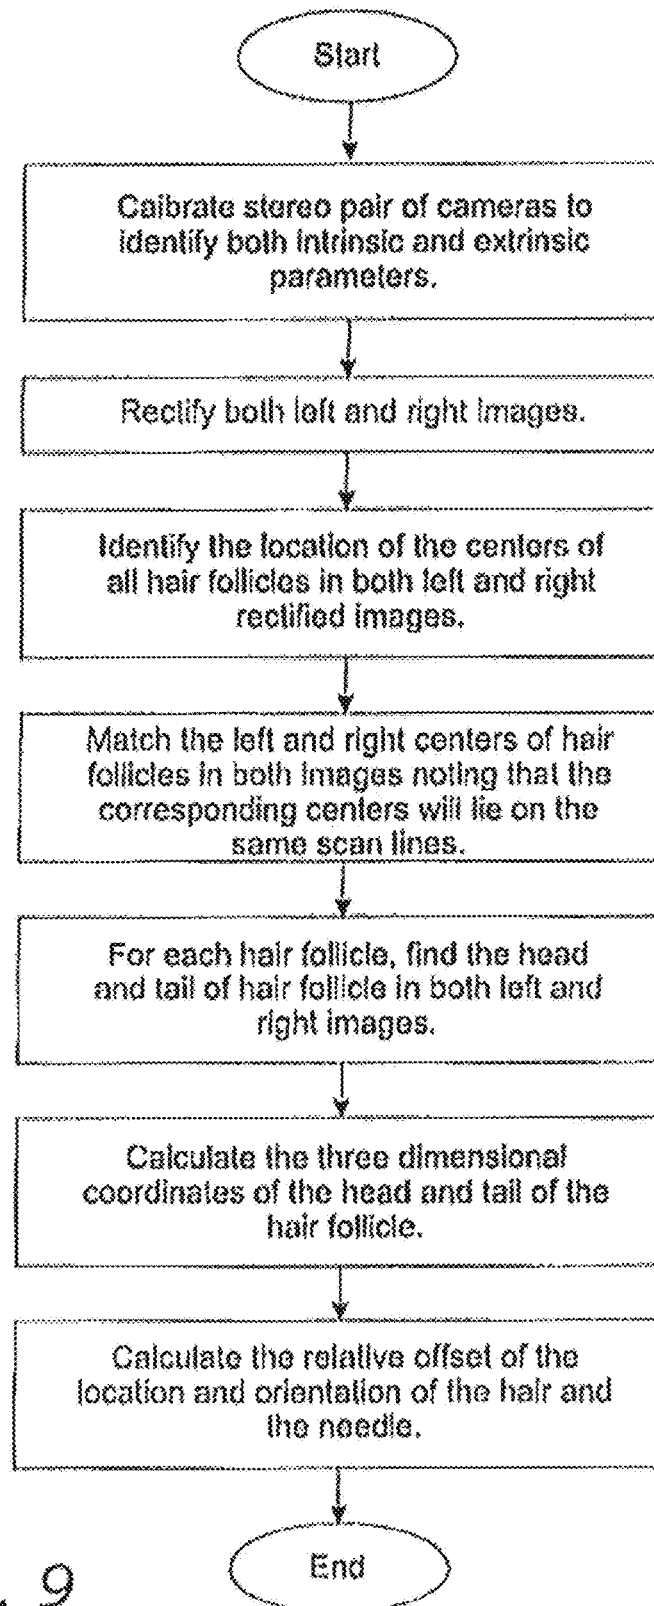 Start
Caibrate stereo pair of cameras to
identify both intrinsic and extrinsic
parameters.
Rectify both left and right images.
Identify the location of the centers of
all hair follicles in both left and right
rectified images.
Match the left and right centers of hair
follicles in both images noting that the
corresponding centers will lie on the
same scan lines.
For each hair follicle, find the head
and tail of hair follicle in both left and
right images.
Calculate the three dimensional
coordinates of the head and tail of the
hair follicle.
Calculate the relative offset of the
location and orientation of the hair and
the needle.
End
. 9